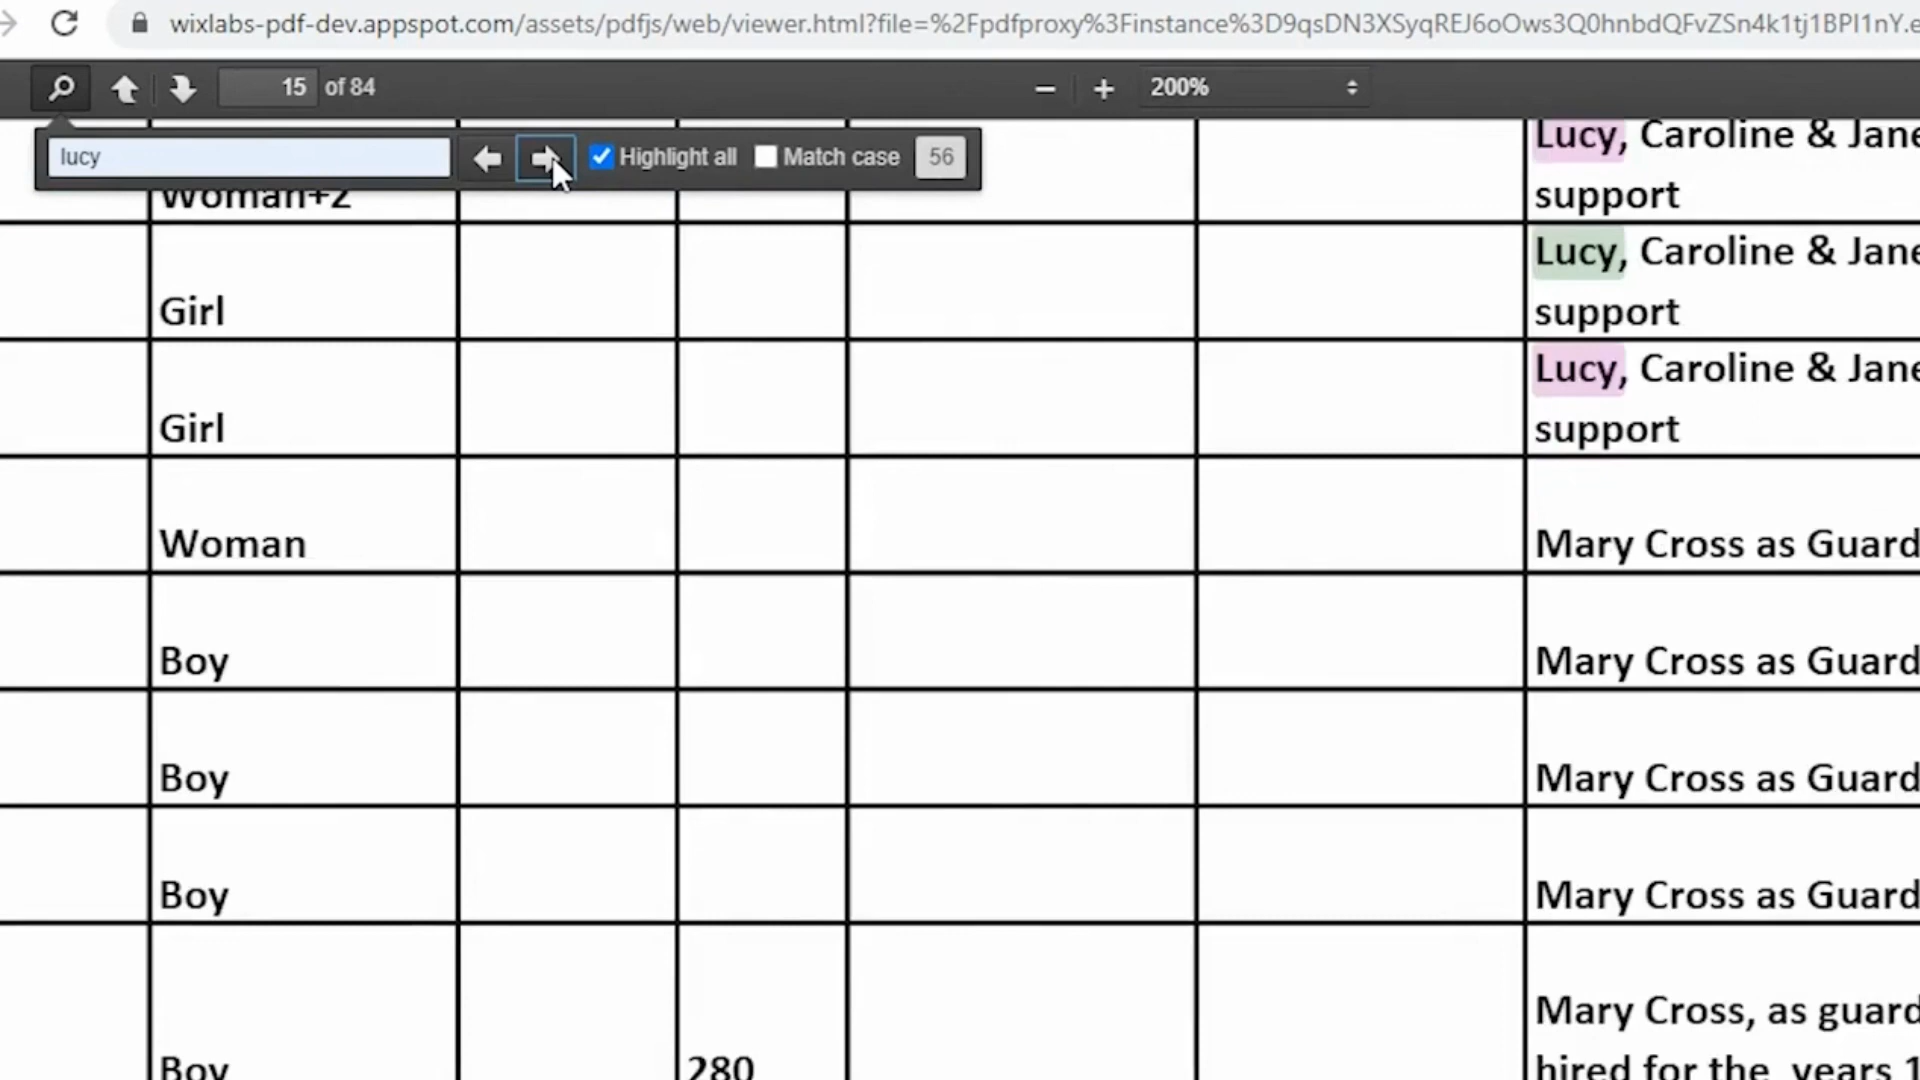 wixlabs-pdf-dev.appspot.com/assets/pdfjs/web/viewer.html?file=%2Fpdfproxy%3Finstance%3D9qsDN3XSyqREJ6oOws3Q0hnbdQFvZSn4k1tj1BPI1nY.e
15 of 84
200%
lucy
Highlight all
Match case
56
Woman+2
Lucy, Caroline & Jane
support
Girl
Lucy, Caroline & Jane
support
Girl
Lucy, Caroline & Jane
support
Woman
Mary Cross as Guard
Boy
Mary Cross as Guard
Boy
Mary Cross as Guard
Boy
Mary Cross as Guard
Boy
280
Mary Cross, as guard
hired for the years 1